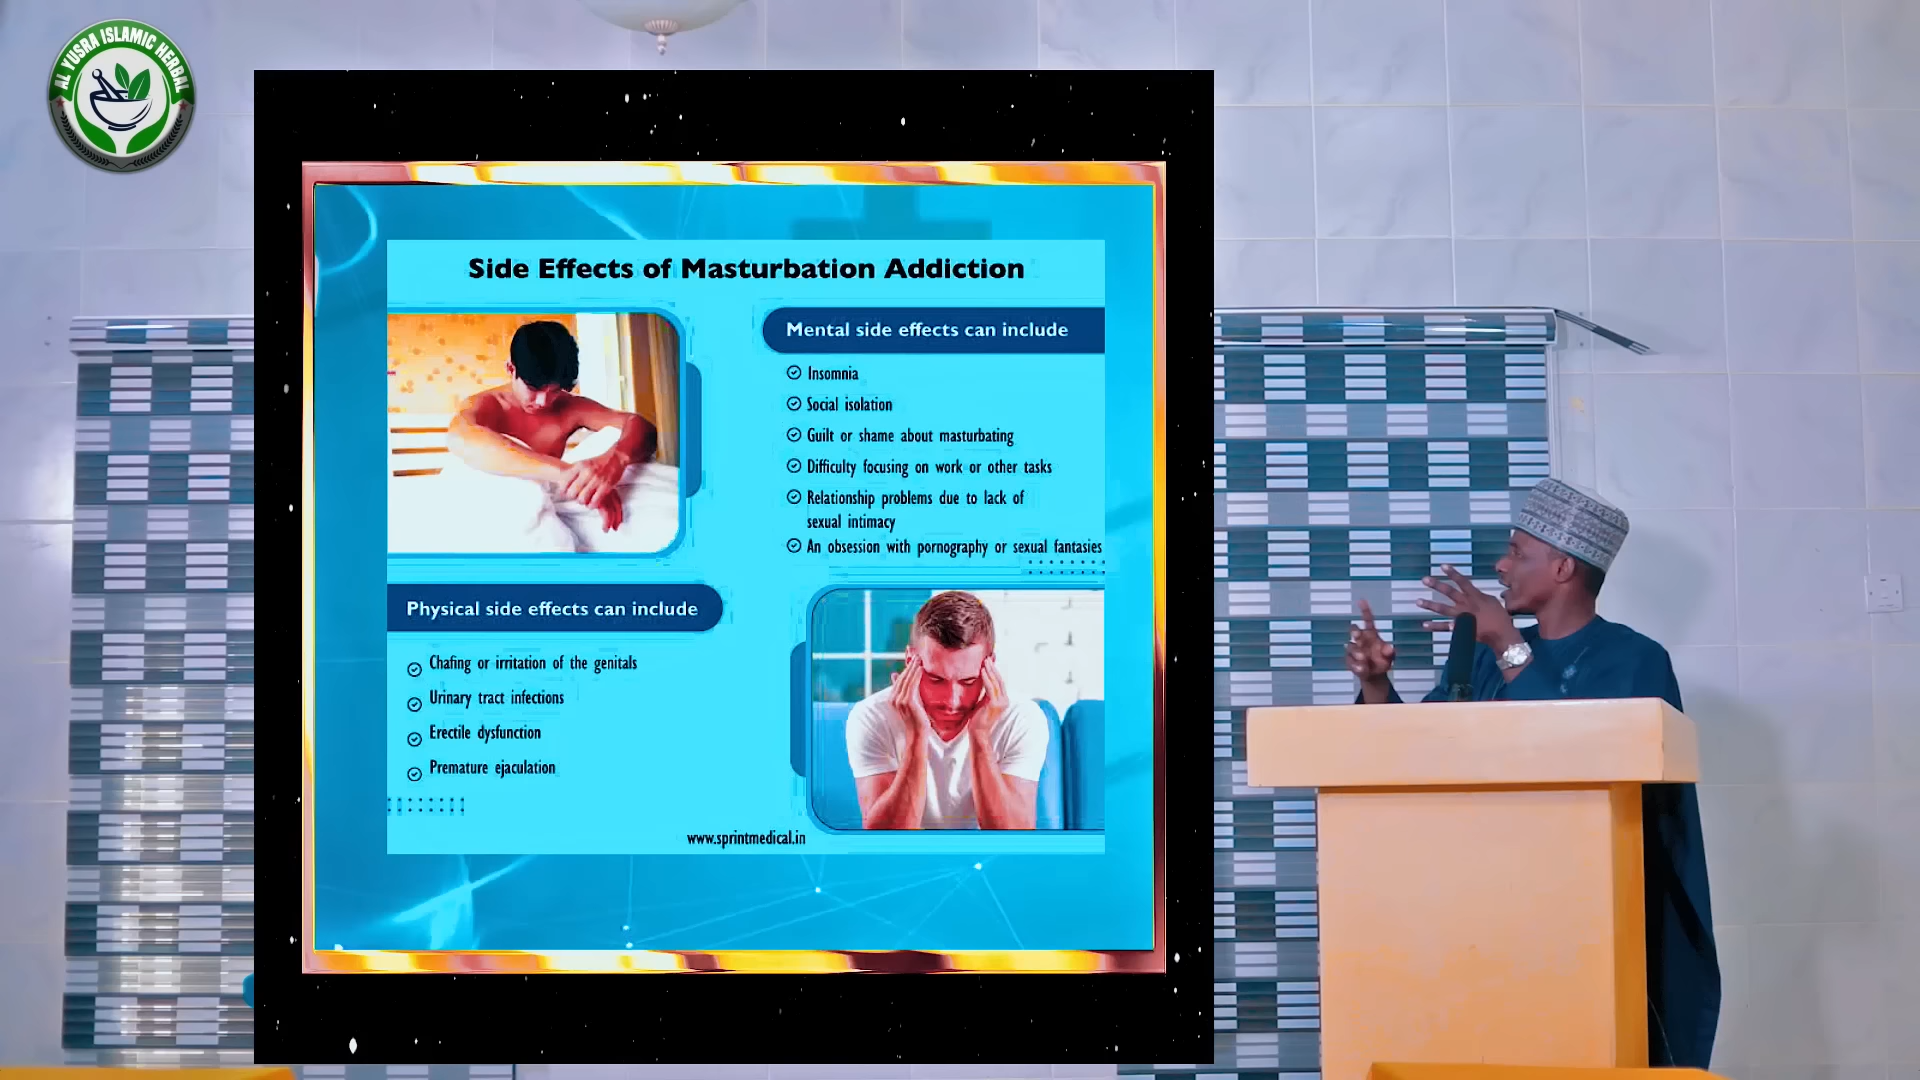 AL YUSRA ISLAMIC HERBAL
Side Effects of Masturbation Addiction
Mental side effects can include
Insomnia
Social isolation
Guilt or shame about masturbating
Difficulty focusing on work or other tasks
Relationship problems due to lack of
sexual intimacy
An obsession with pornography or sexual fantasies
Physical side effects can include
Chafing or irritation of the genitals
Urinary tract infections
Erectile dysfunction
Premature ejaculation
www.sprintmedical.in